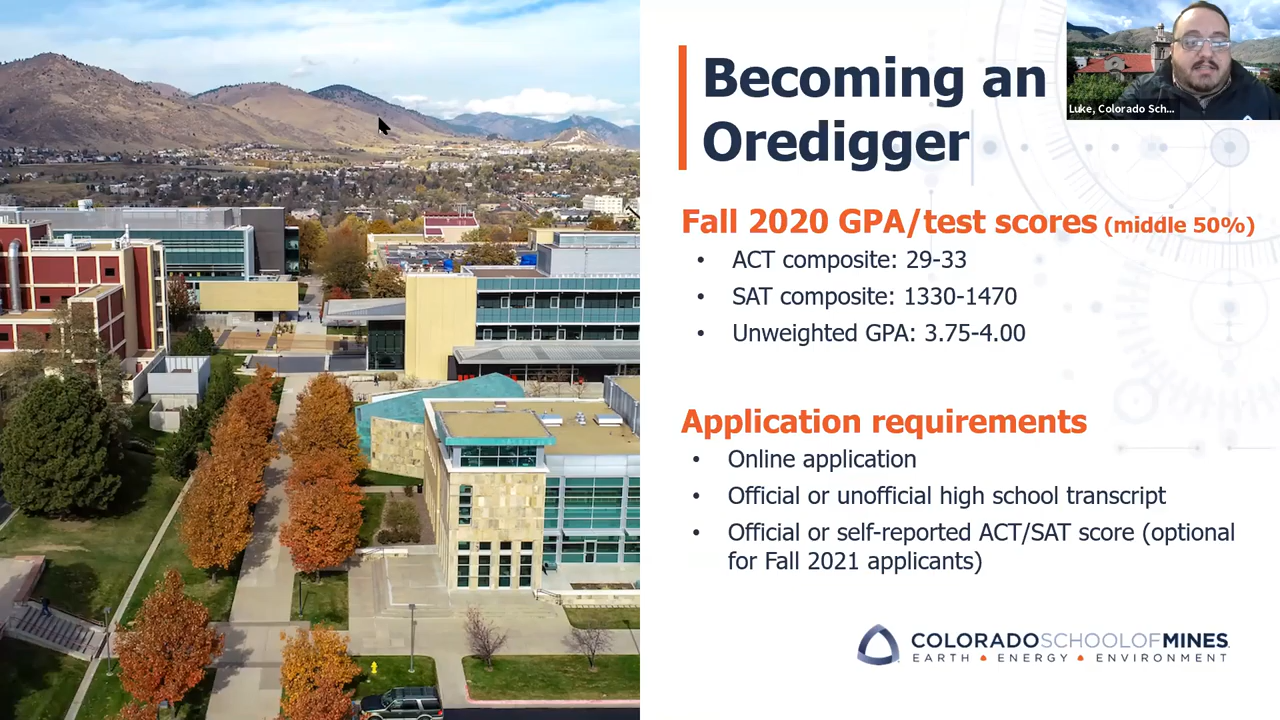 Becoming an
Oredigger
Luke, Colorado Sch...
Fall 2020 GPA/test scores (middle 50%)
• ACT composite: 29-33
• SAT composite: 1330-1470
• Unweighted GPA: 3.75-4.00
Application requirements
• Online application
• Official or unofficial high school transcript
• Official or self-reported ACT/SAT score (optional
for Fall 2021 applicants)
COLORADOSCHOOLOFMINES
EARTH • ENERGY • ENVIRONMENT